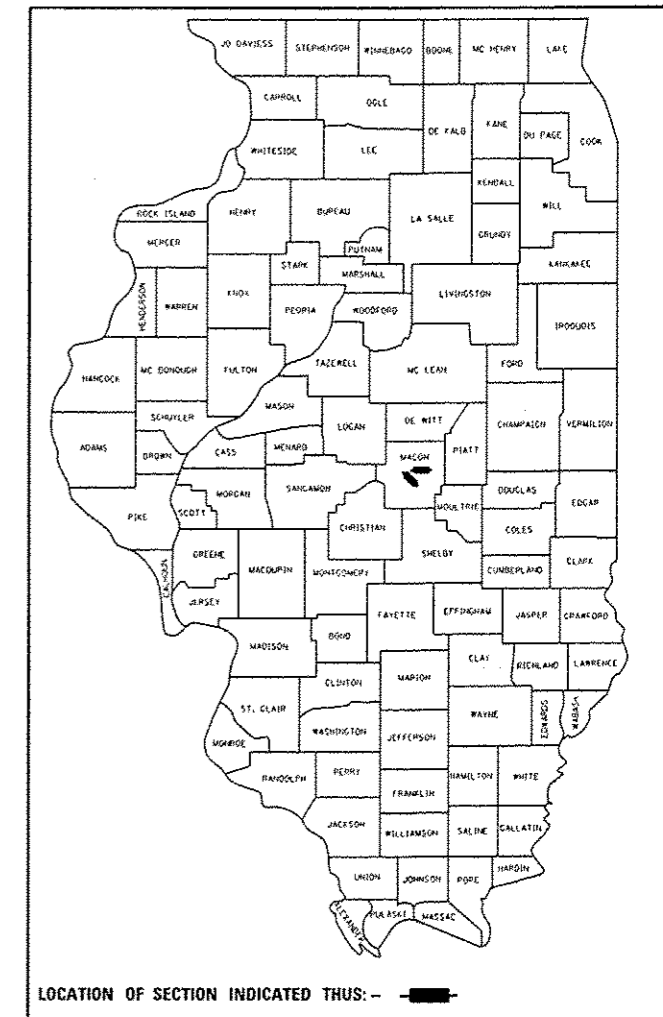 JO DAVIESS STEPHENSON WINNEBAGO BOONE MC HENRY LAKE
CARROLL OGLE DE KALB KANE DU PAGE COOK
WHITESIDE LEE
KENDALL WILL
ROCK ISLAND HENRY BUREAU LA SALLE GRUNDY
MERCER PUTNAM
STARK MARSHALL KANKAKEE
HENDERSON WARREN KNOX PEORIA WOODFORD LIVINGSTON IROQUOIS
HANCOCK MC DONOUGH FULTON TAZEWELL MC LEAN FORD
MASON
SCHUYLER LOGAN DE WITT CHAMPAIGN VERMILION
ADAMS BROWN CASS MENARD MACON PIATT
MORGAN SANGAMON DOUGLAS EDGAR
PIKE SCOTT CHRISTIAN MOULTRIE COLES
GREENE MACOUPIN MONTGOMERY SHELBY CUMBERLAND CLARK
CALHOUN JERSEY
FAYETTE EFFINGHAM JASPER CRAWFORD
MADISON BOND
CLAY RICHLAND LAWRENCE
CLINTON MARION
ST. CLAIR WAYNE EDWARDS WABASH
WASHINGTON JEFFERSON
MONROE
RANDOLPH PERRY HAMILTON WHITE
FRANKLIN
JACKSON WILLIAMSON SALINE GALLATIN
UNION JOHNSON POPE HARDIN
ALEXANDER PULASKI MASSAC
LOCATION OF SECTION INDICATED THUS: -